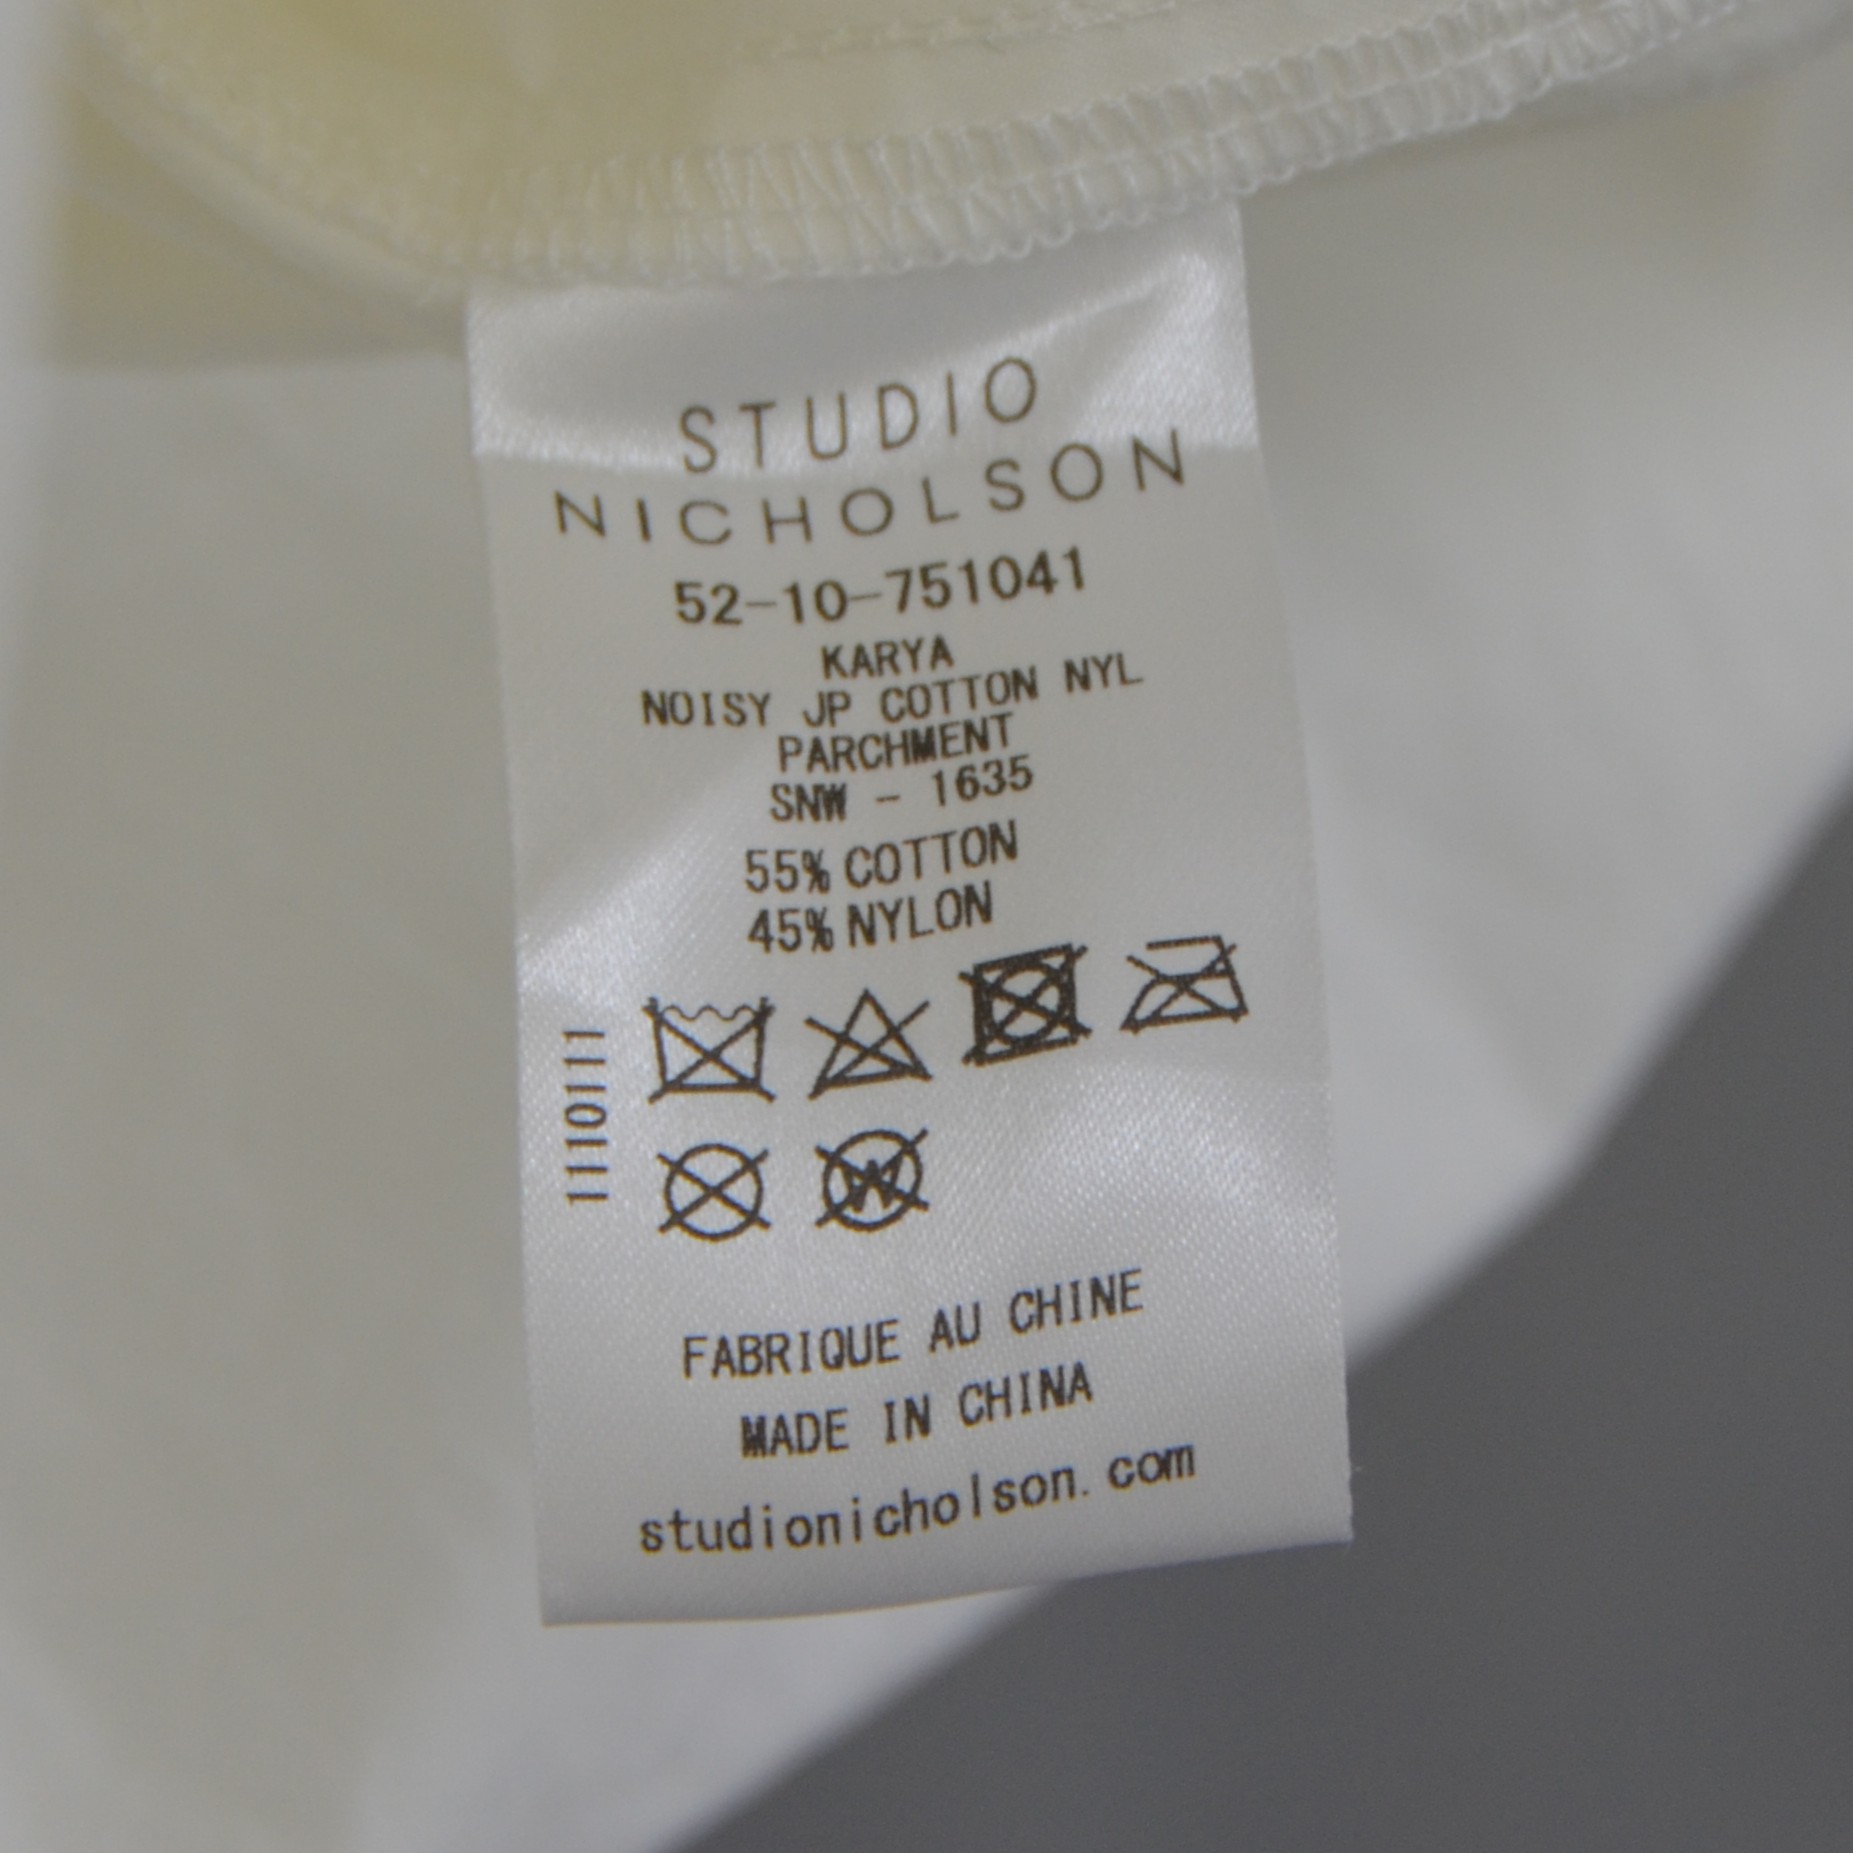 STUDIO
NICHOLSON
52-10-751041
KARYA
NOISY JP COTTON NYL
PARCHMENT
SNW - 1635
55% COTTON
45% NYLON
1110111
W
FABRIQUE AU CHINE
MADE IN CHINA
studionicholson.com